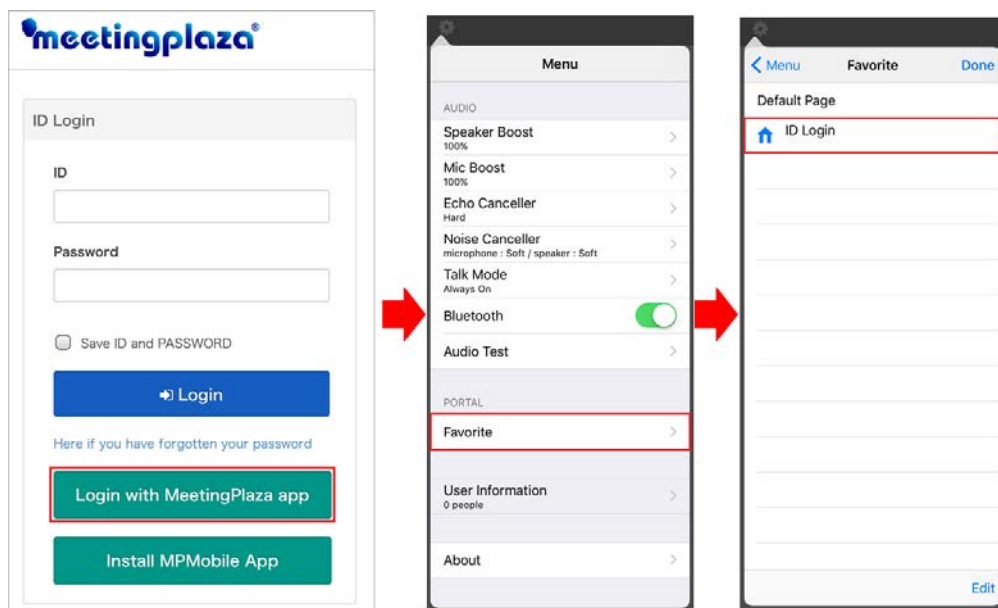 meetingplaza®
ID Login
ID
Password
Save ID and PASSWORD
Login
Here if you have forgotten your password
Login with MeetingPlaza app
Install MPMobile App
Menu
AUDIO
Speaker Boost
100%
Mic Boost
100%
Echo Canceller
Hard
Noise Canceller
microphone : Soft / speaker : Soft
Talk Mode
Always On
Bluetooth
Audio Test
PORTAL
Favorite
User Information
0 people
About
Menu Favorite Done
Default Page
ID Login
Edit